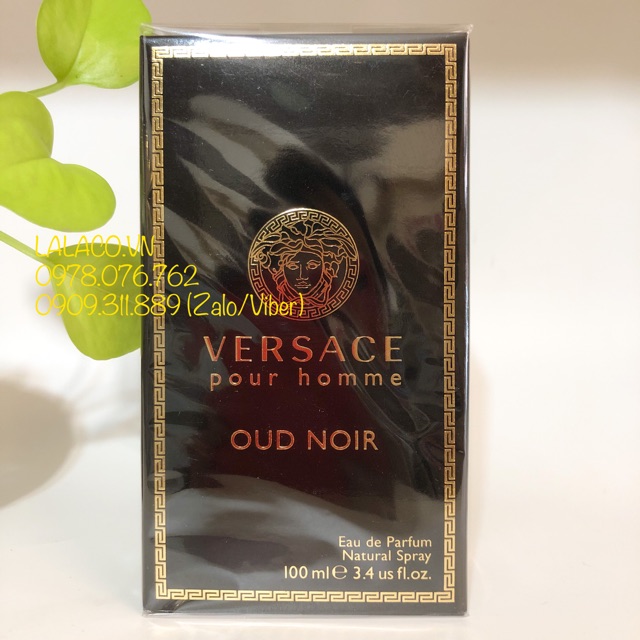 LALACO.VN
0978.076.762
0909.311.889 (Zalo/Viber)
VERSACE
pour homme
OUD NOIR
Eau de Parfum
Natural Spray
100 ml ℮ 3.4 us fl.oz.